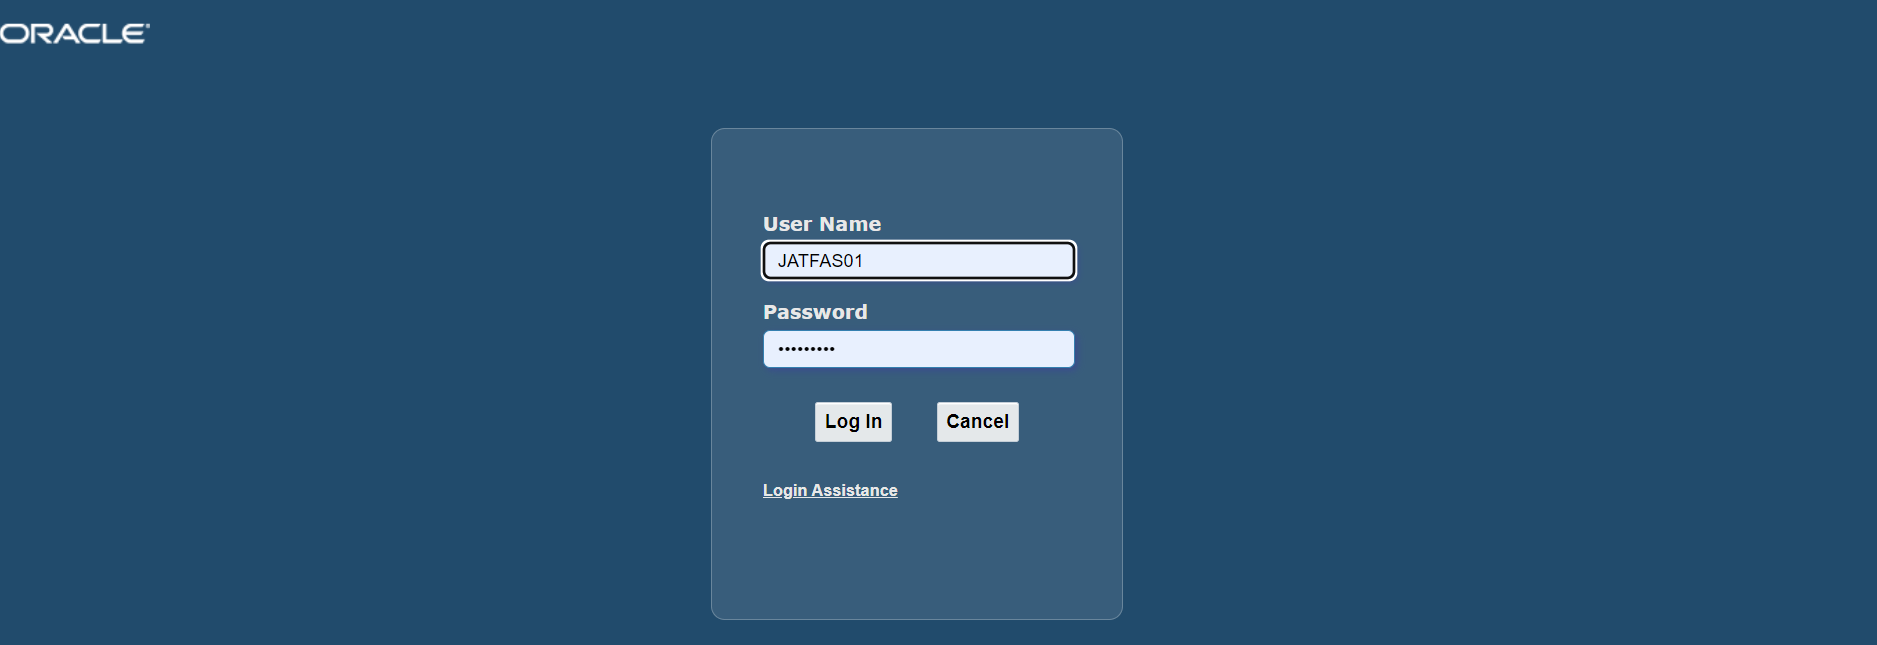 ORACLE
User Name
JATFAS01
Password
•••••••••
Log In Cancel
Login Assistance